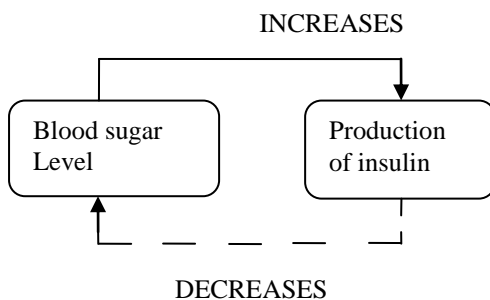 INCREASES
Blood sugar
Level
Production
of insulin
DECREASES